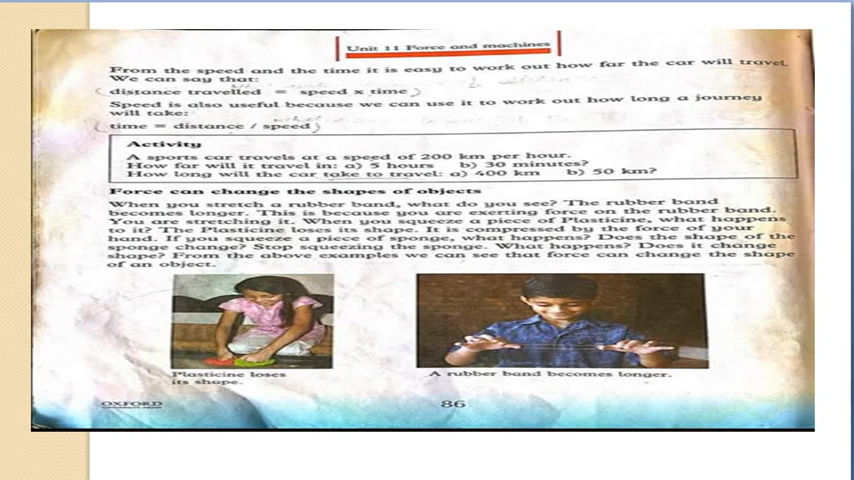 Unit 11 Force and machines
From the speed and the time it is easy to work out how far the car will travel.
We can say that:
distance travelled = speed x time
Speed is also useful because we can use it to work out how long a journey
will take:
time = distance / speed
Activity
A sports car travels at a speed of 200 km per hour.
How far will it travel in: a) 5 hours b) 30 minutes?
How long will the car take to travel: a) 400 km b) 50 km?
Force can change the shapes of objects
When you stretch a rubber band, what do you see? The rubber band
becomes longer. This is because you are exerting force on the rubber band.
You are stretching it. When you squeeze a piece of Plasticine, what happens
to it? The Plasticine loses its shape. It is compressed by the force of your
hand. If you squeeze a piece of sponge, what happens? Does the shape of the
sponge change? Stop squeezing the sponge. What happens? Does it change
shape? From the above examples we can see that force can change the shape
of an object.
Plasticine loses
its shape.
A rubber band becomes longer.
OXFORD
UNIVERSITY PRESS
86